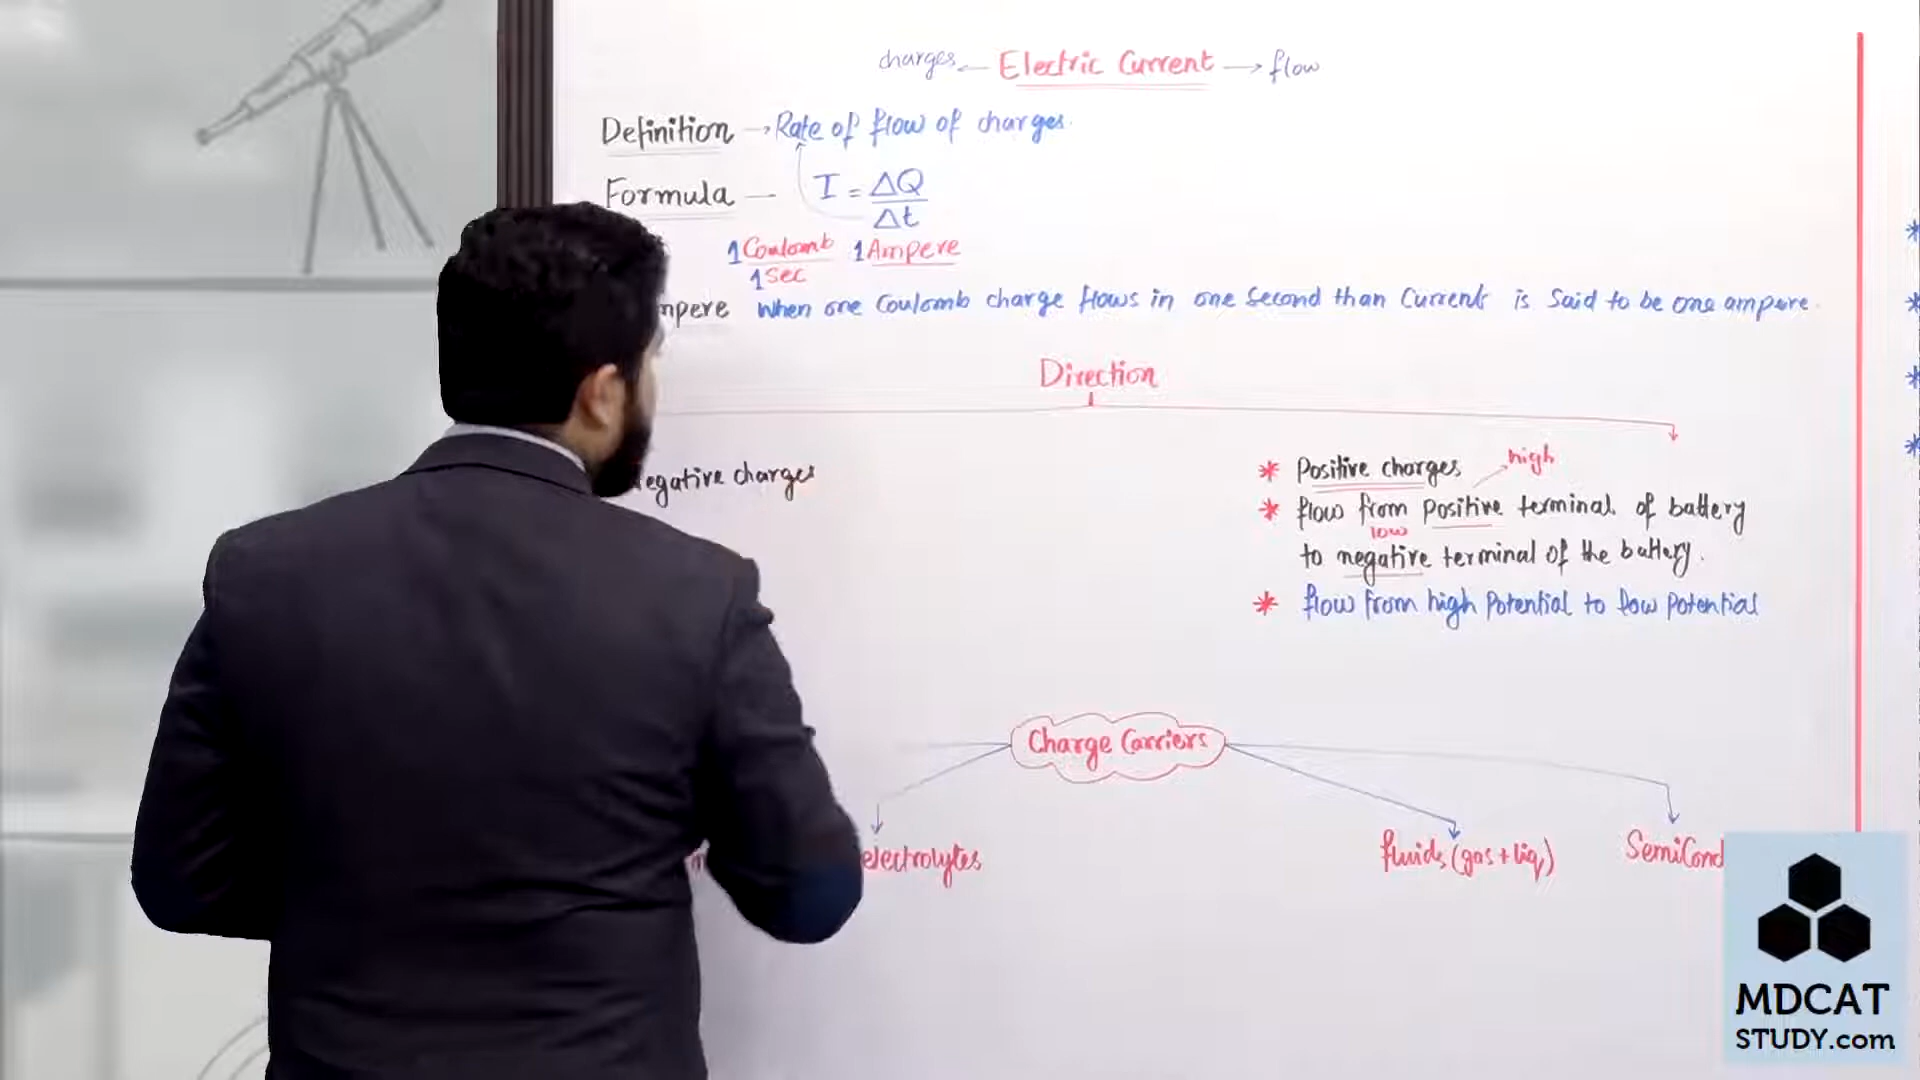 charges ← Electric Current → flow
Definition → Rate of flow of charges.
Formula — I = ΔQ/Δt
1 Coulomb 1 Ampere
1 Sec
When one Coulomb charge flows in one Second than Current is Said to be one ampere.
Direction
charges
* Positive charges high
* flow from Positive terminal of battery
low
to negative terminal of the battery.
* flow from high Potential to low Potential
Charge Carriers
electrolytes
fluids (gas + liq)
MDCAT
STUDY.com